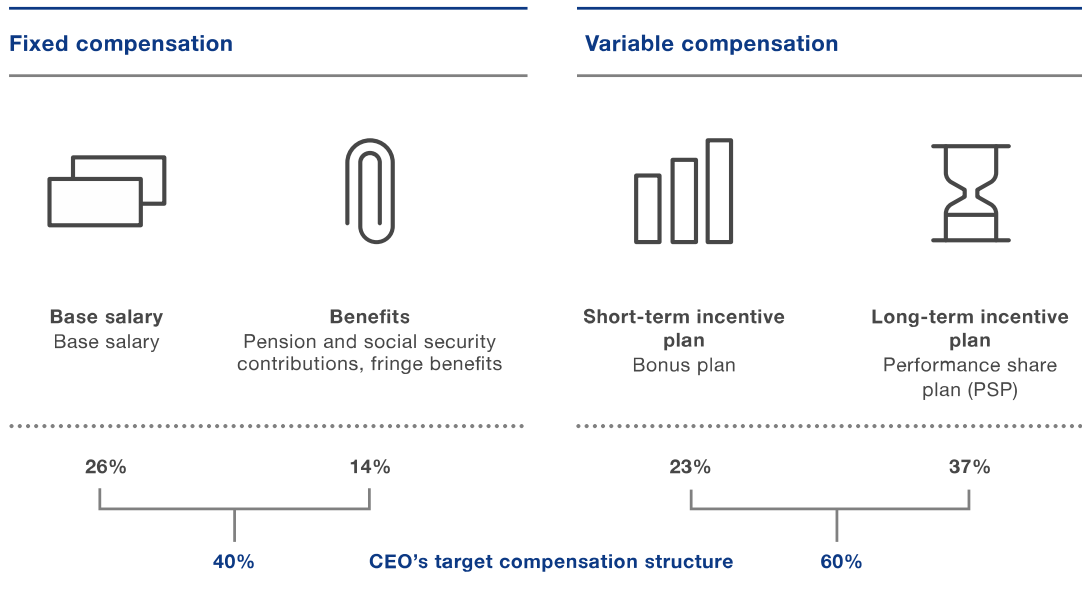 Fixed compensation
Variable compensation
Base salary
Base salary
Benefits
Pension and social security
contributions, fringe benefits
Short-term incentive
plan
Bonus plan
Long-term incentive
plan
Performance share
plan (PSP)
26%
14%
23%
37%
40%
CEO’s target compensation structure
60%